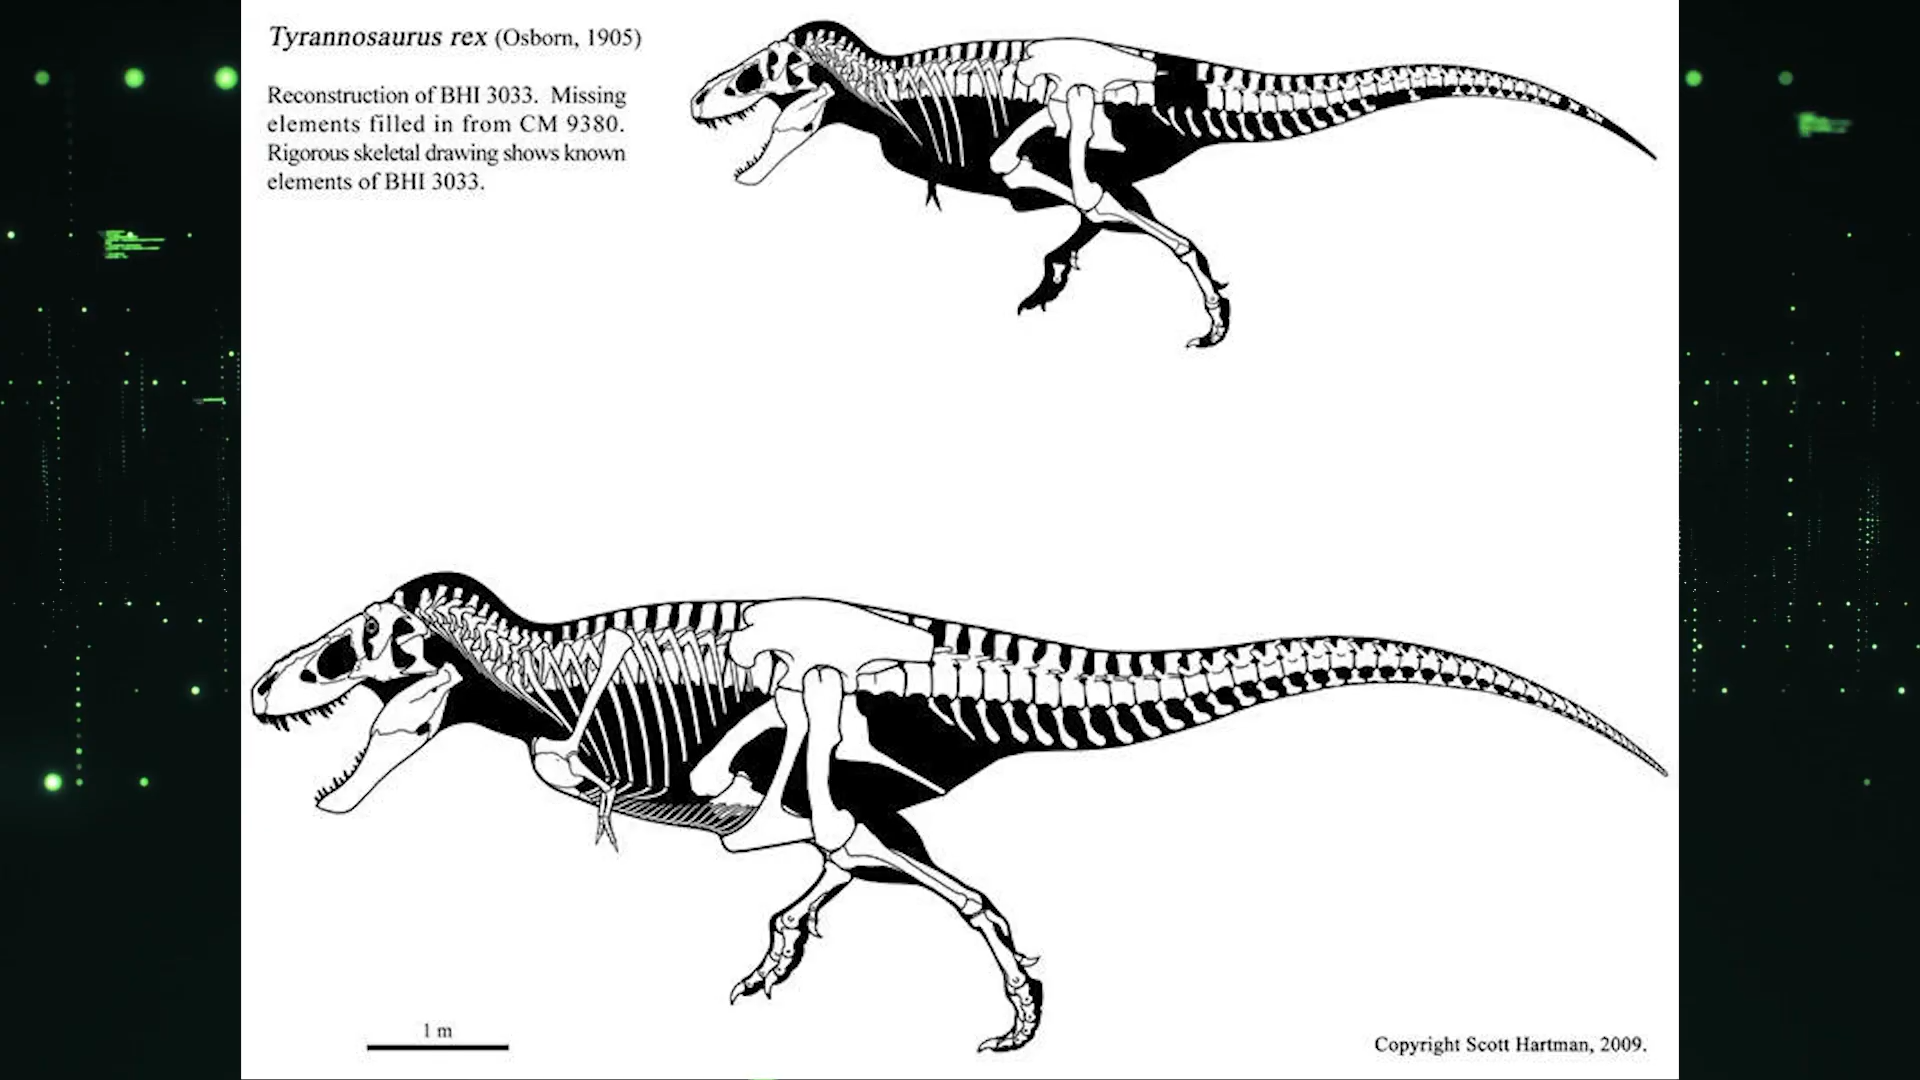 Tyrannosaurus rex (Osborn, 1905)
Reconstruction of BHI 3033. Missing
elements filled in from CM 9380.
Rigorous skeletal drawing shows known
elements of BHI 3033.
1 m
Copyright Scott Hartman, 2009.